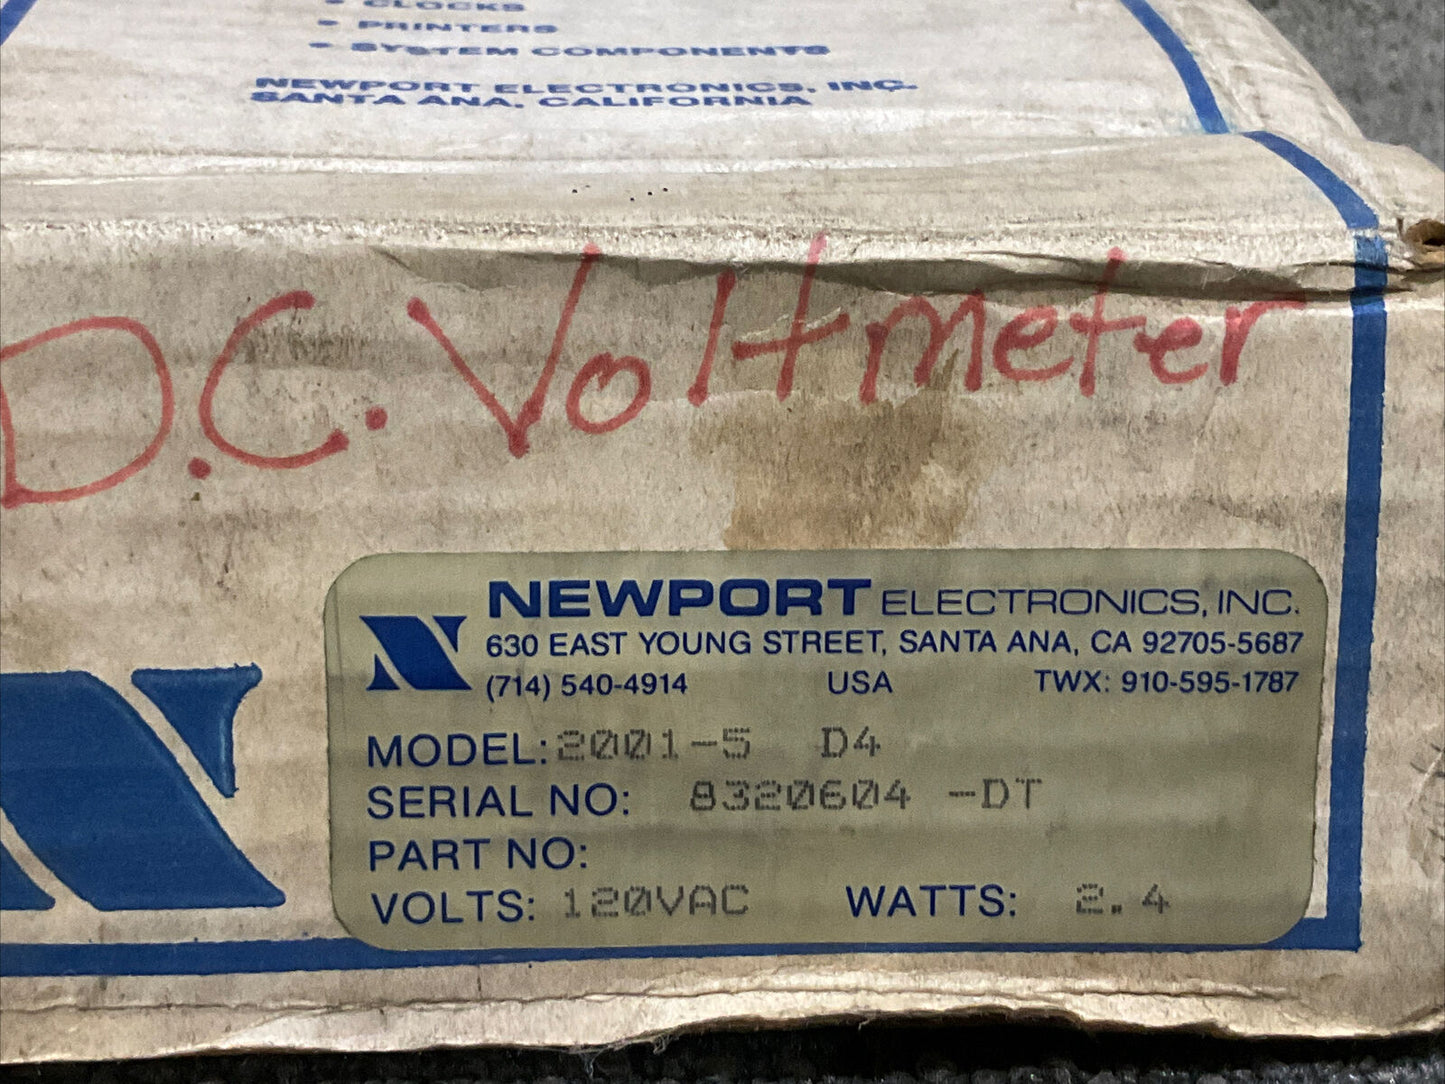 • CLOCKS
• PRINTERS
• SYSTEM COMPONENTS
NEWPORT ELECTRONICS, INC.
SANTA ANA, CALIFORNIA
D.C. Voltmeter
NEWPORT ELECTRONICS, INC.
630 EAST YOUNG STREET, SANTA ANA, CA 92705-5687
(714) 540-4914 USA TWX: 910-595-1787
MODEL: 2001-5 D4
SERIAL NO: 8320604 -DT
PART NO:
VOLTS: 120VAC WATTS: 2.4